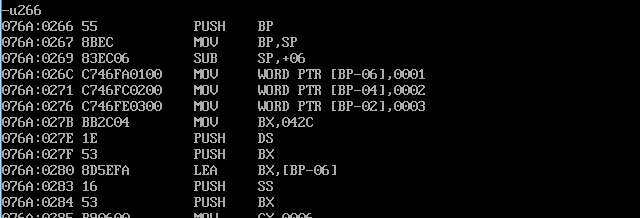 -u266
076A:0266 55 PUSH BP
076A:0267 8BEC MOV BP,SP
076A:0269 83EC06 SUB SP,+06
076A:026C C746FA0100 MOV WORD PTR [BP-06],0001
076A:0271 C746FC0200 MOV WORD PTR [BP-04],0002
076A:0276 C746FE0300 MOV WORD PTR [BP-02],0003
076A:027B BB2C04 MOV BX,042C
076A:027E 1E PUSH DS
076A:027F 53 PUSH BX
076A:0280 8D5EFA LEA BX,[BP-06]
076A:0283 16 PUSH SS
076A:0284 53 PUSH BX
076A:0285 B90600 MOV CX,0006